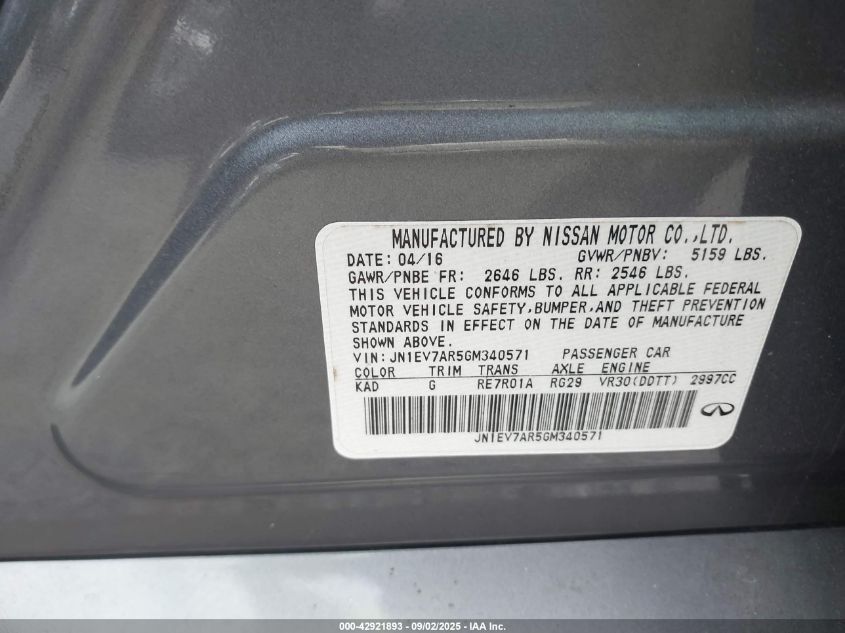 MANUFACTURED BY NISSAN MOTOR CO.,LTD.
DATE: 04/16 GVWR/PNBV: 5159 LBS.
GAWR/PNBE FR: 2646 LBS. RR: 2546 LBS.
THIS VEHICLE CONFORMS TO ALL APPLICABLE FEDERAL
MOTOR VEHICLE SAFETY,BUMPER,AND THEFT PREVENTION
STANDARDS IN EFFECT ON THE DATE OF MANUFACTURE
SHOWN ABOVE.
VIN: JN1EV7AR5GM340571 PASSENGER CAR
COLOR TRIM TRANS AXLE ENGINE
KAD G RE7R01A RG29 VR30(DDTT) 2997CC
JN1EV7AR5GM340571
000-42921893 - 09/02/2025 - IAA Inc.